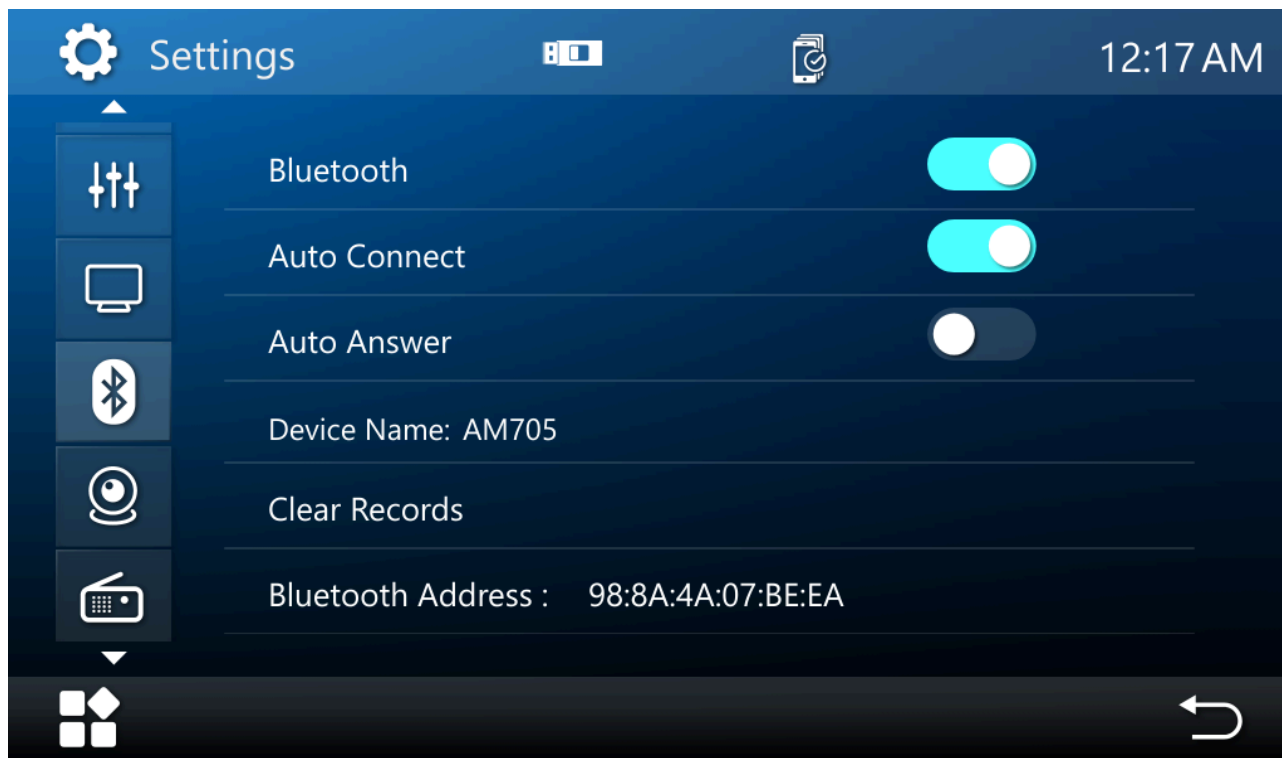 Settings 12:17 AM
Bluetooth
Auto Connect
Auto Answer
Device Name: AM705
Clear Records
Bluetooth Address : 98:8A:4A:07:BE:EA